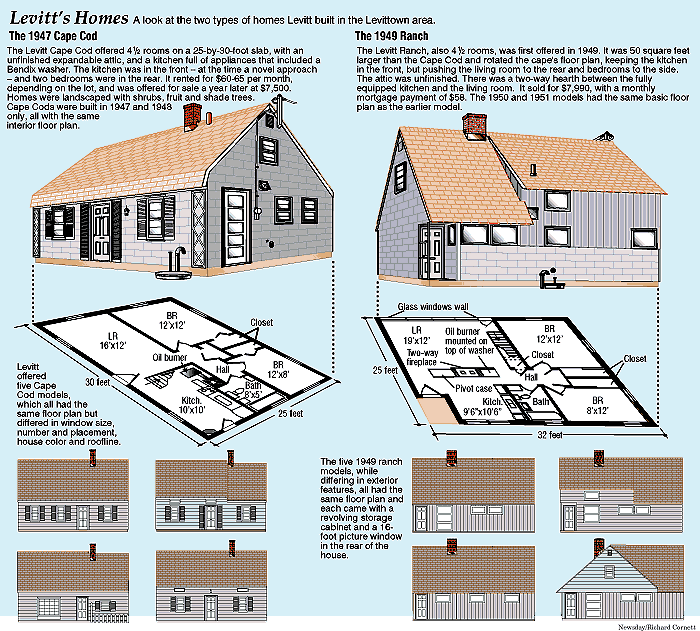 Levitt's Homes A look at the two types of homes Levitt built in the Levittown area.
The 1947 Cape Cod
The Levitt Cape Cod offered 4½ rooms on a 25-by-30-foot slab, with an
unfinished expandable attic, and a kitchen full of appliances that included a
Bendix washer. The kitchen was in the front – at the time a novel approach
– and two bedrooms were in the rear. It rented for $60-65 per month,
depending on the lot, and was offered for sale a year later at $7,500.
Homes were landscaped with shrubs, fruit and shade trees.
Cape Cods were built in 1947 and 1948
only, all with the same
interior floor plan.
The 1949 Ranch
The Levitt Ranch, also 4½ rooms, was first offered in 1949. It was 50 square feet
larger than the Cape Cod and rotated the cape's floor plan, keeping the kitchen
in the front, but pushing the living room to the rear and bedrooms to the side.
The attic was unfinished. There was a two-way hearth between the fully
equipped kitchen and the living room. It sold for $7,990, with a monthly
mortgage payment of $58. The 1950 and 1951 models had the same basic floor
plan as the earlier model.
LR
16'x12'
BR
12'x12'
Closet
Oil burner
Hall
BR
12'x8'
Bath
8'x5'
Kitch.
10'x10'
30 feet
25 feet
Levitt
offered
five Cape
Cod models,
which all had the
same floor plan but
differed in window size,
number and placement,
house color and roofline.
Glass windows wall
LR
19'x12'
Oil burner
mounted on
top of washer
BR
12'x12'
Two-way
fireplace
Closet
Closet
Hall
Pivot case
Kitch.
9'6"x10'6"
Bath
BR
8'x12'
25 feet
32 feet
The five 1949 ranch
models, while
differing in exterior
features, all had the
same floor plan and
each came with a
revolving storage
cabinet and a 16-
foot picture window
in the rear of the
house.
Newsday/Richard Cornett